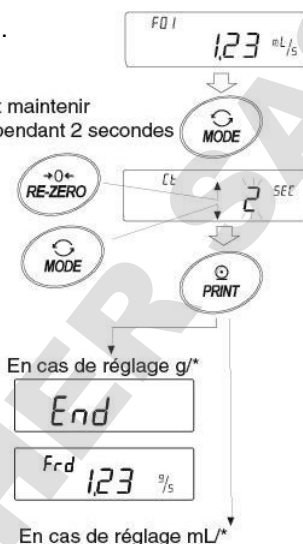 F01
1,23 mL/s
maintenir
pendant 2 secondes
MODE
→0←
RE-ZERO
Ct
2 SEC
MODE
PRINT
En cas de réglage g/*
End
Frd
1,23 g/s
En cas de réglage mL/*